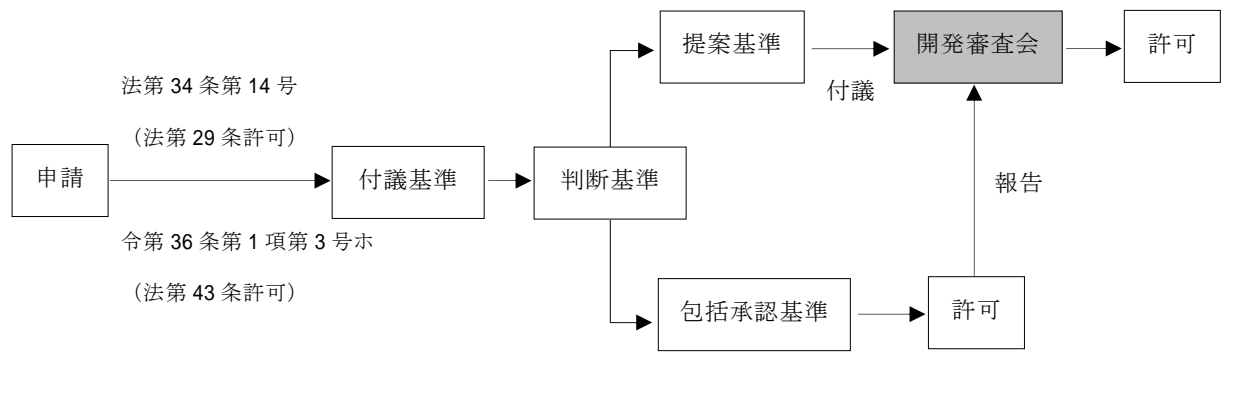 提案基準
開発審査会
許可
付議
法第 34 条第 14 号
（法第 29 条許可）
申請
付議基準
判断基準
報告
令第 36 条第 1 項第 3 号ホ
（法第 43 条許可）
包括承認基準
許可